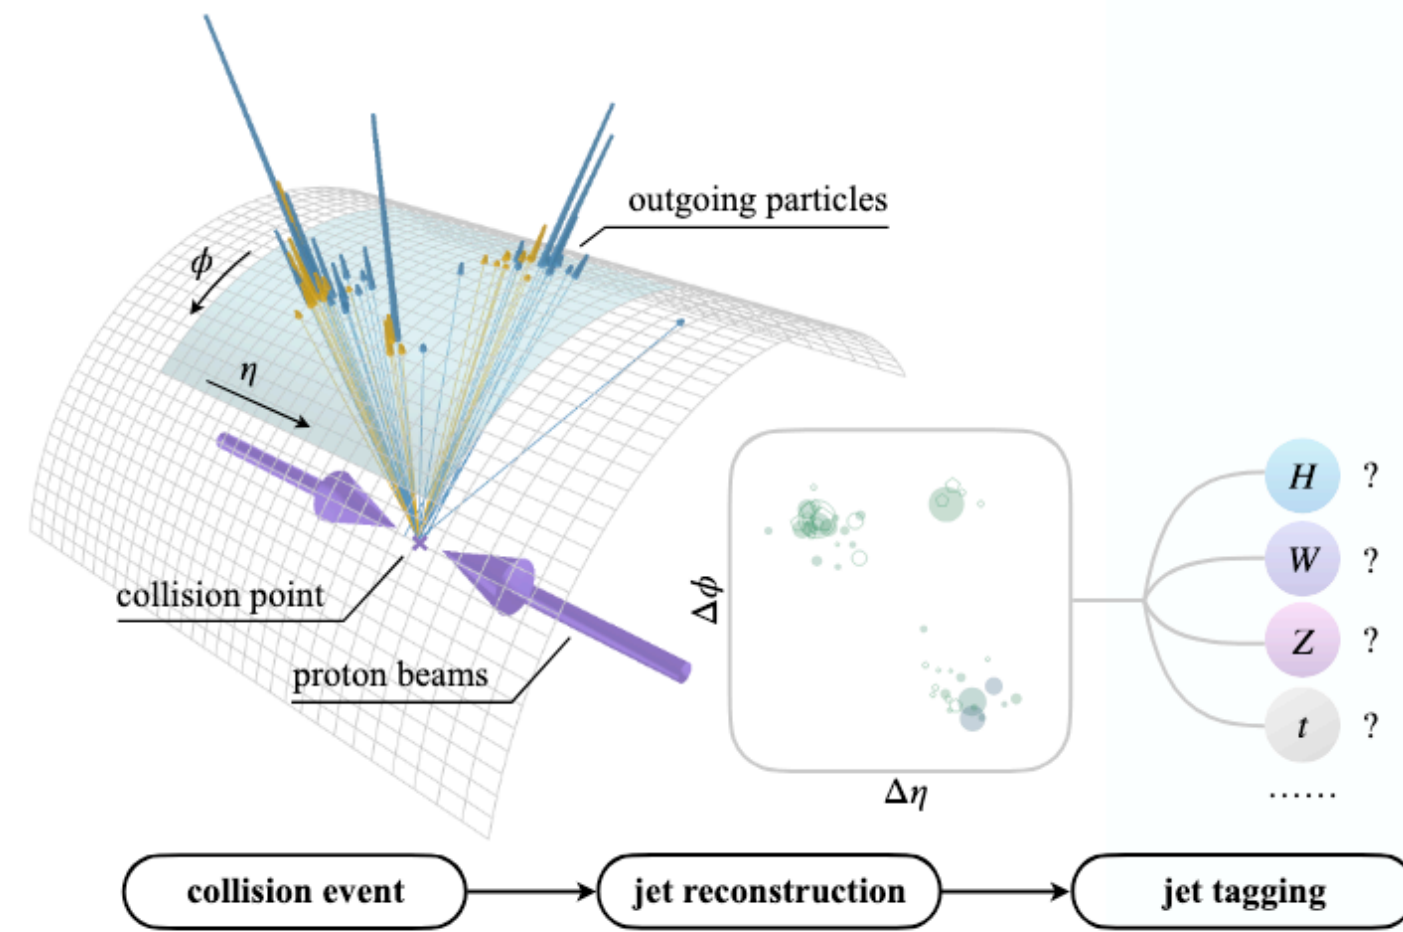 outgoing particles
ϕ
η
collision point
proton beams
Δϕ
Δη
H ?
W ?
Z ?
t ?
......
collision event
jet reconstruction
jet tagging